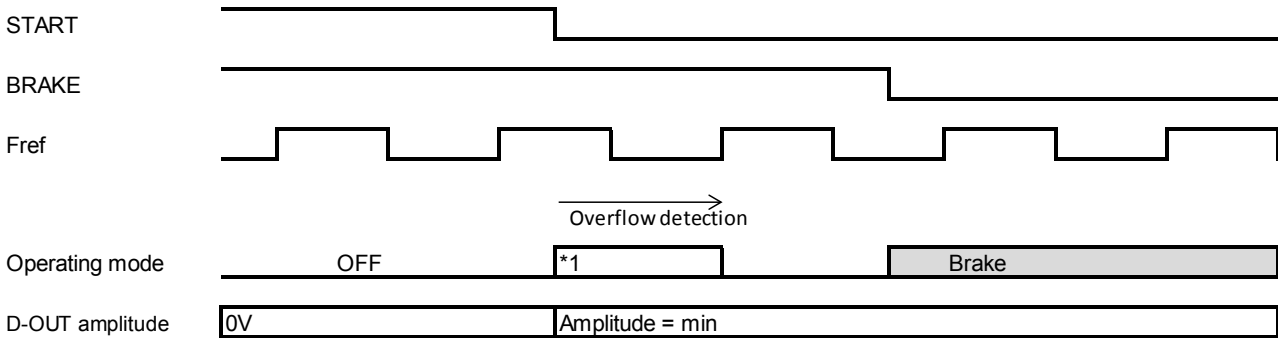 START
BRAKE
Fref
Overflow detection
Operating mode OFF *1 Brake
D-OUT amplitude 0V Amplitude = min